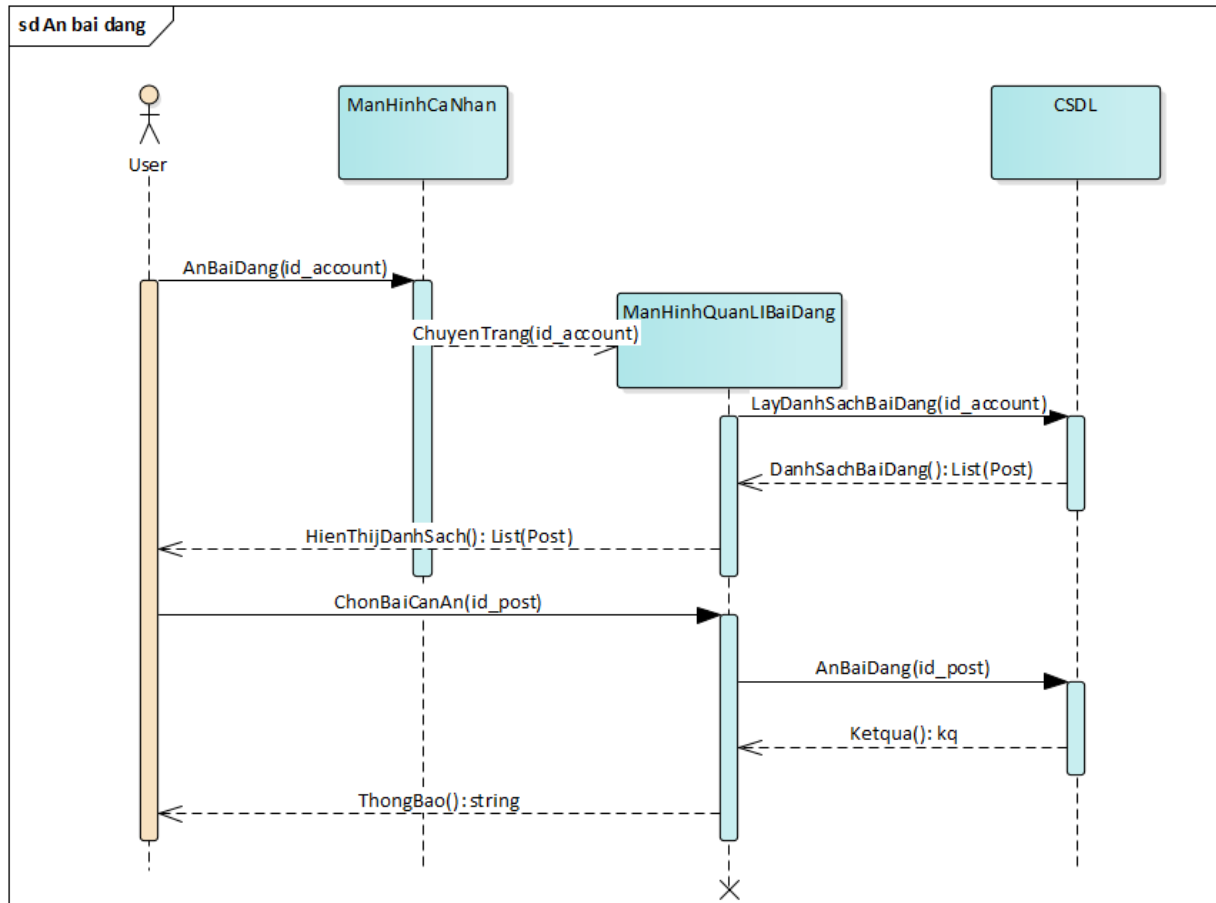 sd An bai dang
ManHinhCaNhan
CSDL
User
AnBaiDang(id_account)
ManHinhQuanLIBaiDang
ChuyenTrang(id_account)
LayDanhSachBaiDang(id_account)
DanhSachBaiDang(): List(Post)
HienThijDanhSach(): List(Post)
ChonBaiCanAn(id_post)
AnBaiDang(id_post)
Ketqua(): kq
ThongBao(): string